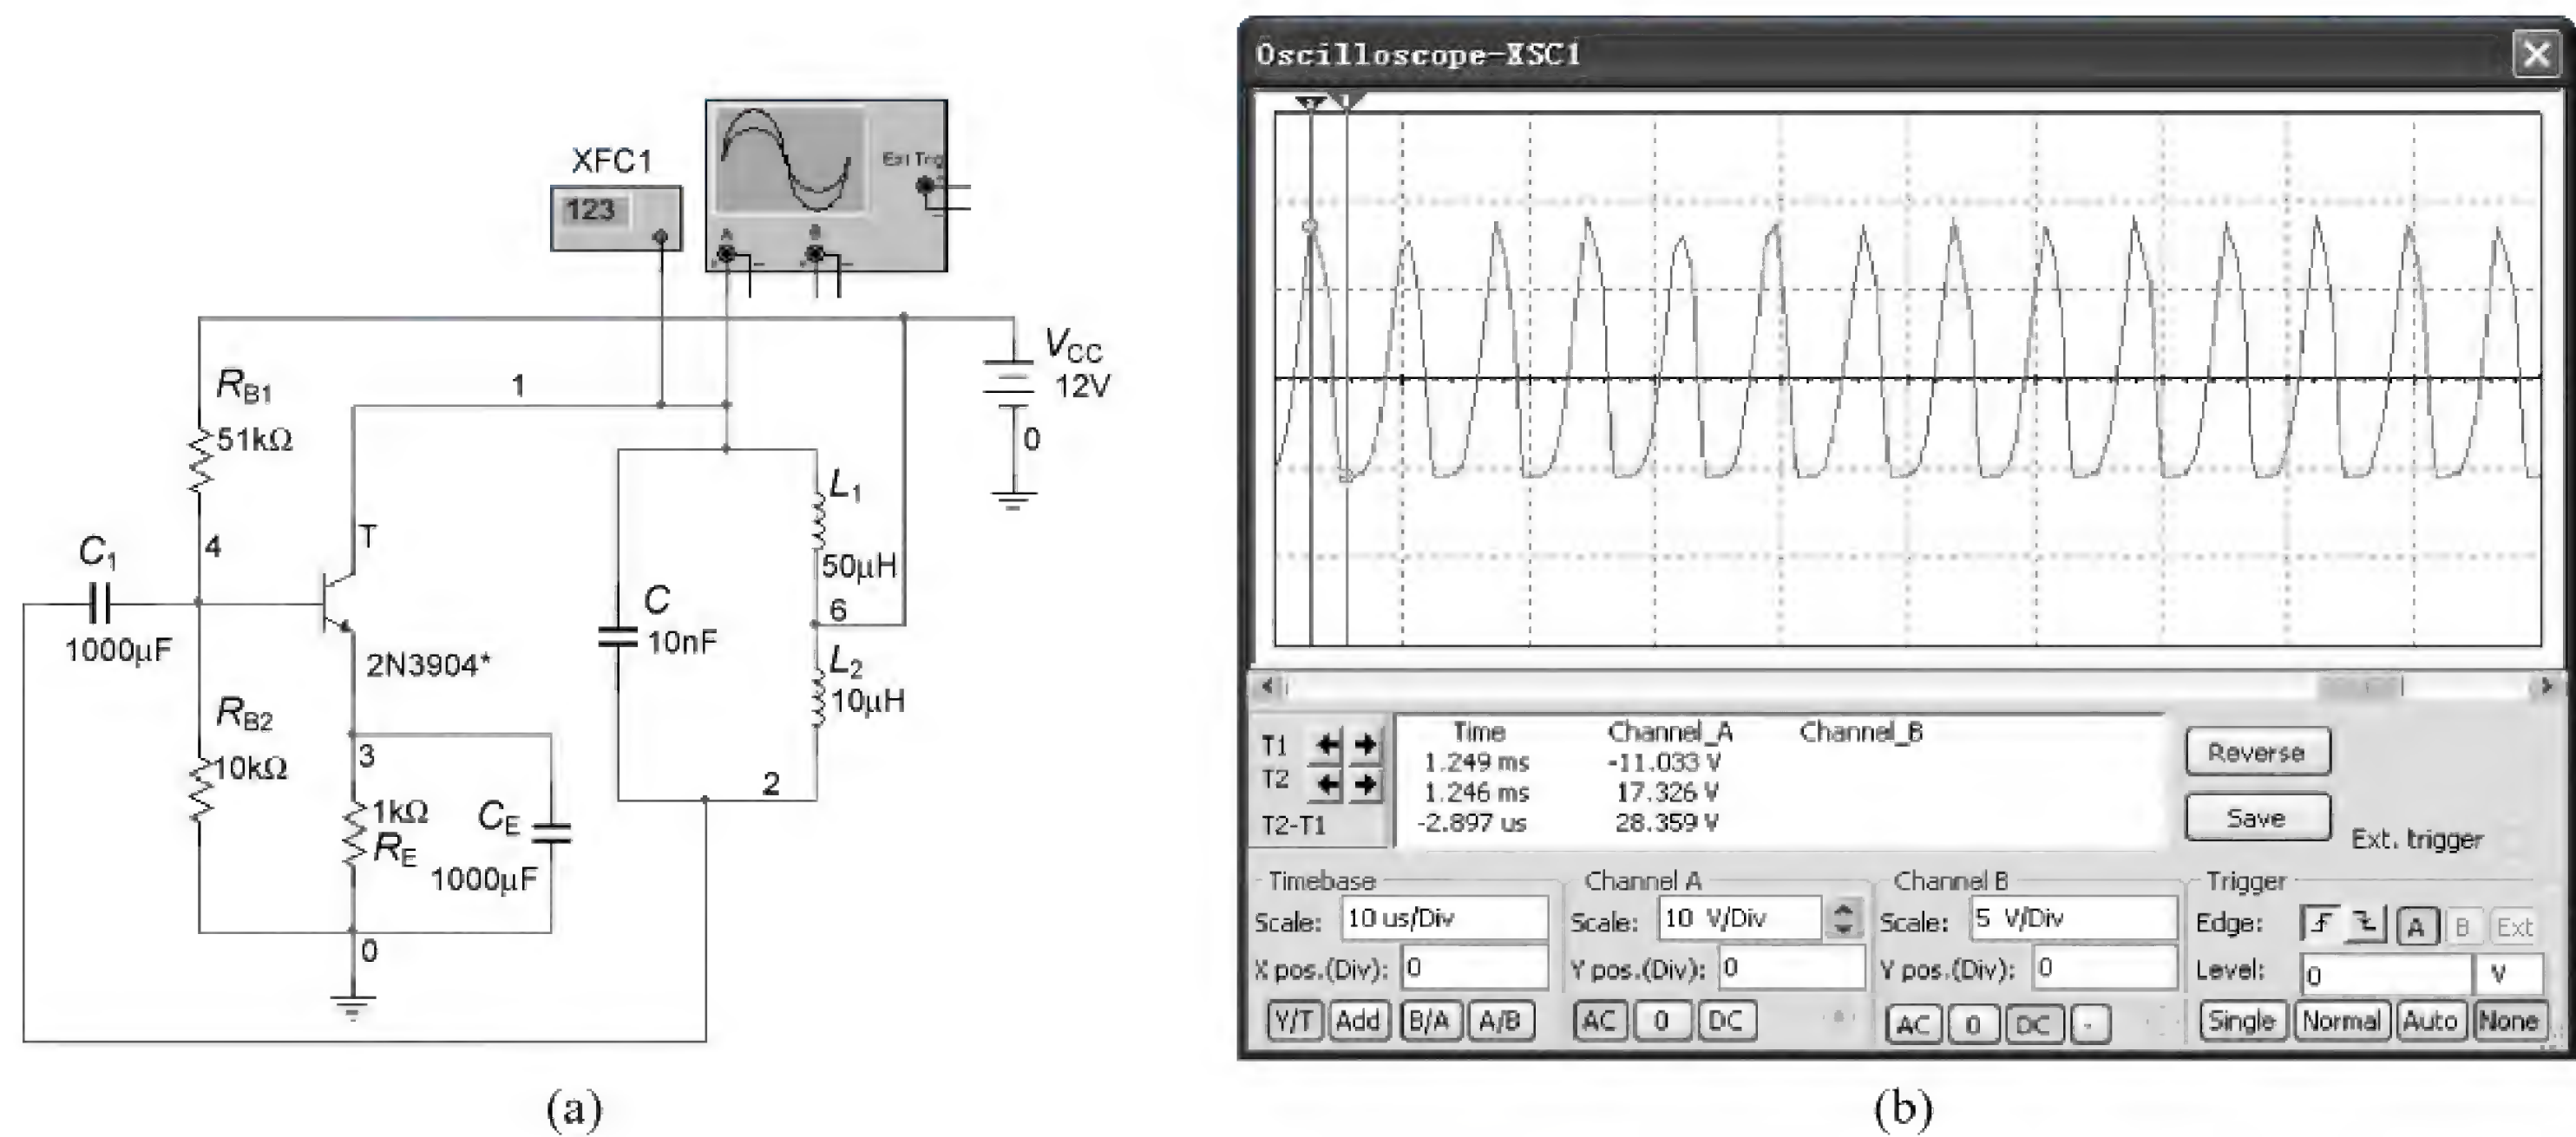 XFC1
123
Ext Trig
A
B
V_CC
12V
0
R_B1
51kΩ
1
T
4
C_1
1000μF
2N3904*
R_B2
10kΩ
3
1kΩ
R_E
C_E
1000μF
0
C
10nF
L_1
50μH
6
L_2
10μH
2
(a)
Oscilloscope-XSC1
Time Channel_A Channel_B
T1 1.249 ms -11.033 V
T2 1.246 ms 17.326 V
T2-T1 -2.897 us 28.359 V
Reverse
Save
Ext. trigger
Timebase
Scale: 10 us/Div
X pos.(Div): 0
Y/T Add B/A A/B
Channel A
Scale: 10 V/Div
Y pos.(Div): 0
AC 0 DC
Channel B
Scale: 5 V/Div
Y pos.(Div): 0
AC 0 DC -
Trigger
Edge: A B Ext
Level: 0 V
Single Normal Auto None
(b)